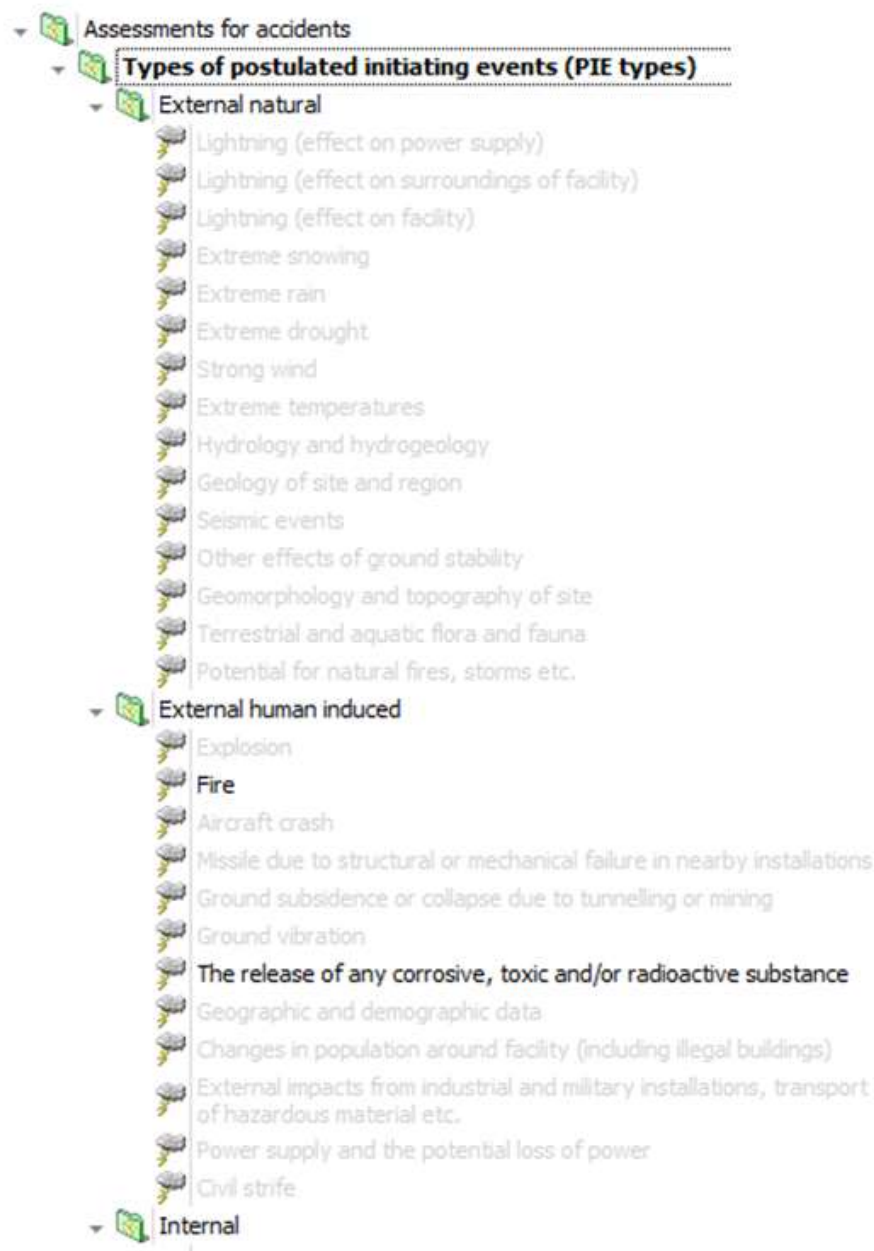 Assessments for accidents
Types of postulated initiating events (PIE types)
External natural
Lightning (effect on power supply)
Lightning (effect on surroundings of facility)
Lightning (effect on facility)
Extreme snowing
Extreme rain
Extreme drought
Strong wind
Extreme temperatures
Hydrology and hydrogeology
Geology of site and region
Seismic events
Other effects of ground stability
Geomorphology and topography of site
Terrestrial and aquatic flora and fauna
Potential for natural fires, storms etc.
External human induced
Explosion
Fire
Aircraft crash
Missile due to structural or mechanical failure in nearby installations
Ground subsidence or collapse due to tunnelling or mining
Ground vibration
The release of any corrosive, toxic and/or radioactive substance
Geographic and demographic data
Changes in population around facility (including illegal buildings)
External impacts from industrial and military installations, transport
of hazardous material etc.
Power supply and the potential loss of power
Civil strife
Internal